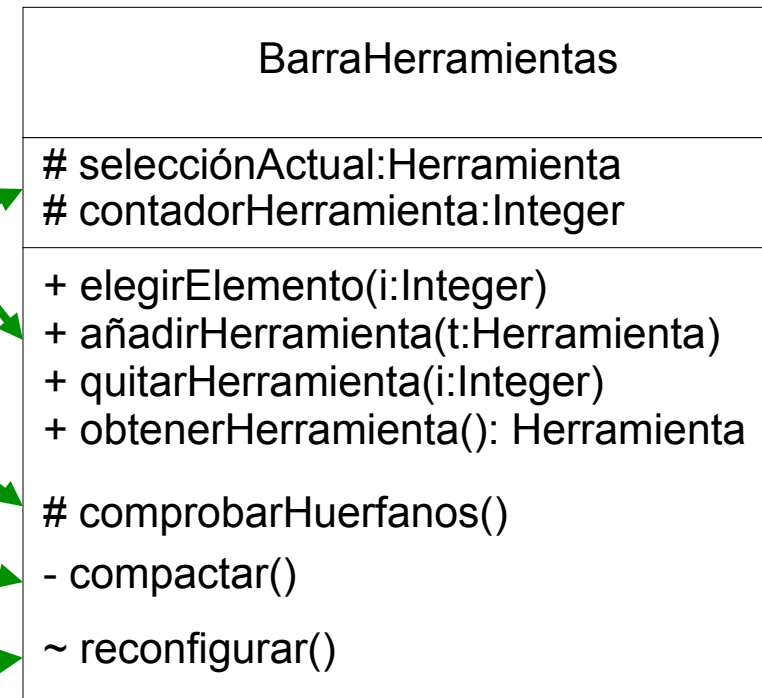 BarraHerramientas
# selecciónActual:Herramienta
# contadorHerramienta:Integer
+ elegirElemento(i:Integer)
+ añadirHerramienta(t:Herramienta)
+ quitarHerramienta(i:Integer)
+ obtenerHerramienta(): Herramienta
# comprobarHuerfanos()
- compactar()
~ reconfigurar()